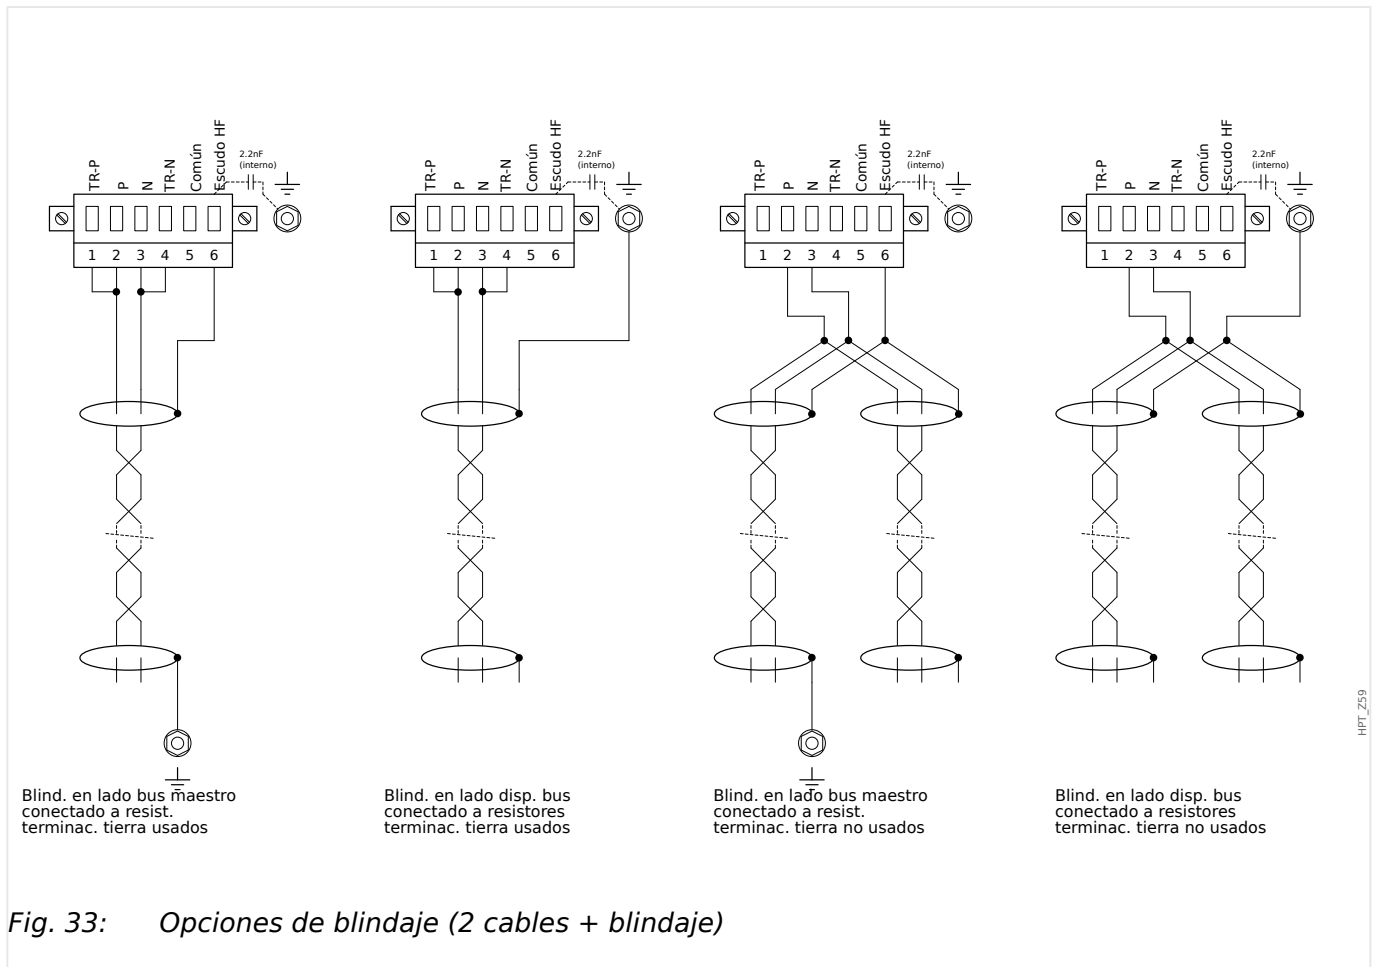 TR-P
P
N
TR-N
Común
Escudo HF
2.2nF
(interno)
1 2 3 4 5 6
TR-P
P
N
TR-N
Común
Escudo HF
2.2nF
(interno)
1 2 3 4 5 6
TR-P
P
N
TR-N
Común
Escudo HF
2.2nF
(interno)
1 2 3 4 5 6
TR-P
P
N
TR-N
Común
Escudo HF
2.2nF
(interno)
1 2 3 4 5 6
Blind. en lado bus maestro
conectado a resist.
terminac. tierra usados
Blind. en lado disp. bus
conectado a resistores
terminac. tierra usados
Blind. en lado bus maestro
conectado a resist.
terminac. tierra no usados
Blind. en lado disp. bus
conectado a resistores
terminac. tierra no usados
HPT_Z59
Fig. 33: Opciones de blindaje (2 cables + blindaje)